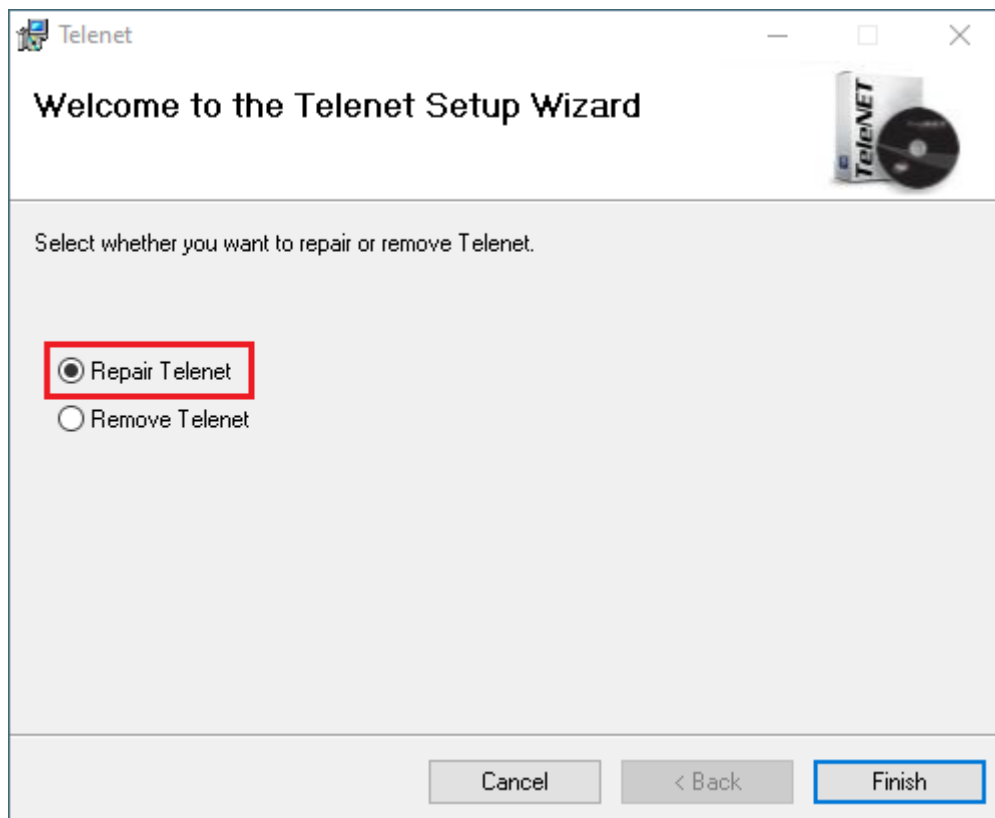 Telenet
Welcome to the Telenet Setup Wizard
TeleNET
Select whether you want to repair or remove Telenet.
Repair Telenet
Remove Telenet
Cancel
< Back
Finish